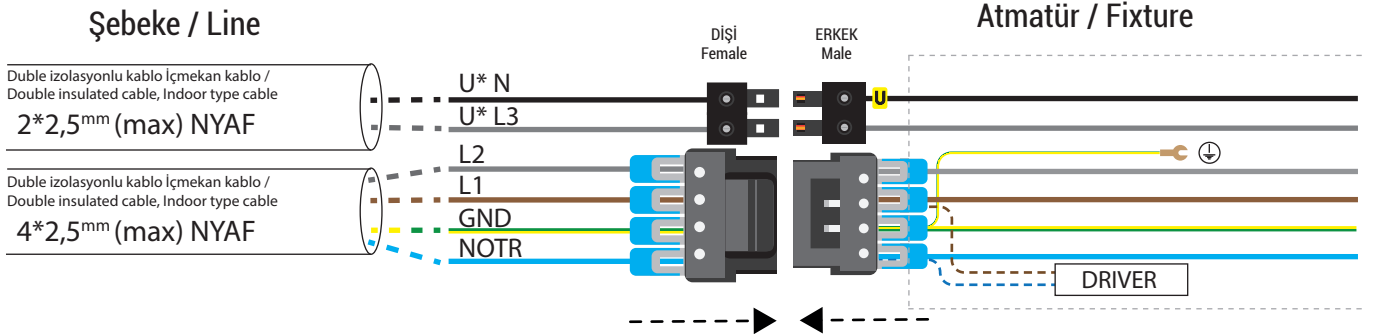 Şebeke / Line
Atmatür / Fixture
DİŞİ
Female
ERKEK
Male
Duble izolasyonlu kablo İçmekan kablo /
Double insulated cable, Indoor type cable
2*2,5mm (max) NYAF
U* N
U* L3
U
Duble izolasyonlu kablo İçmekan kablo /
Double insulated cable, Indoor type cable
4*2,5mm (max) NYAF
L2
L1
GND
NOTR
DRIVER